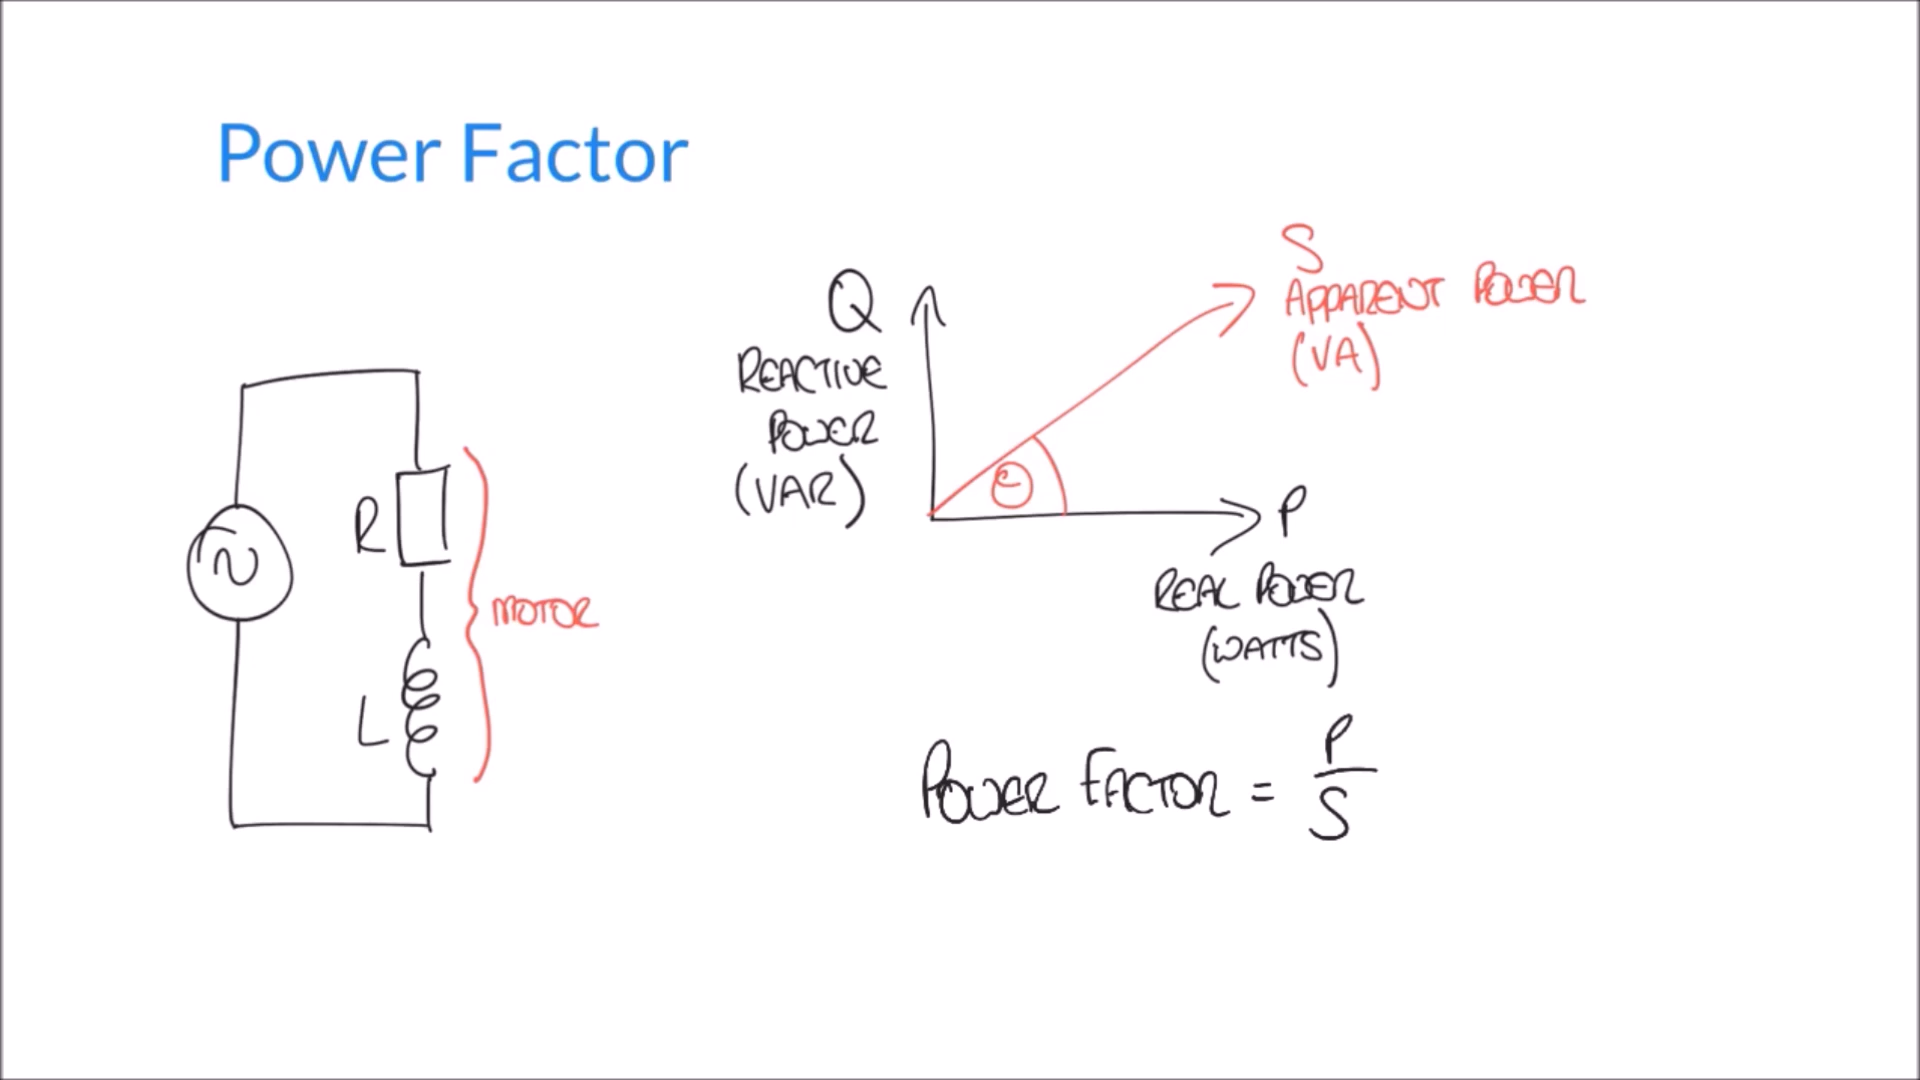 Power Factor
R
L
MOTOR
Q
REACTIVE
POWER
(VAR)
S
APPARENT POWER
(VA)
Θ
P
REAL POWER
(WATTS)
POWER FACTOR = P
S